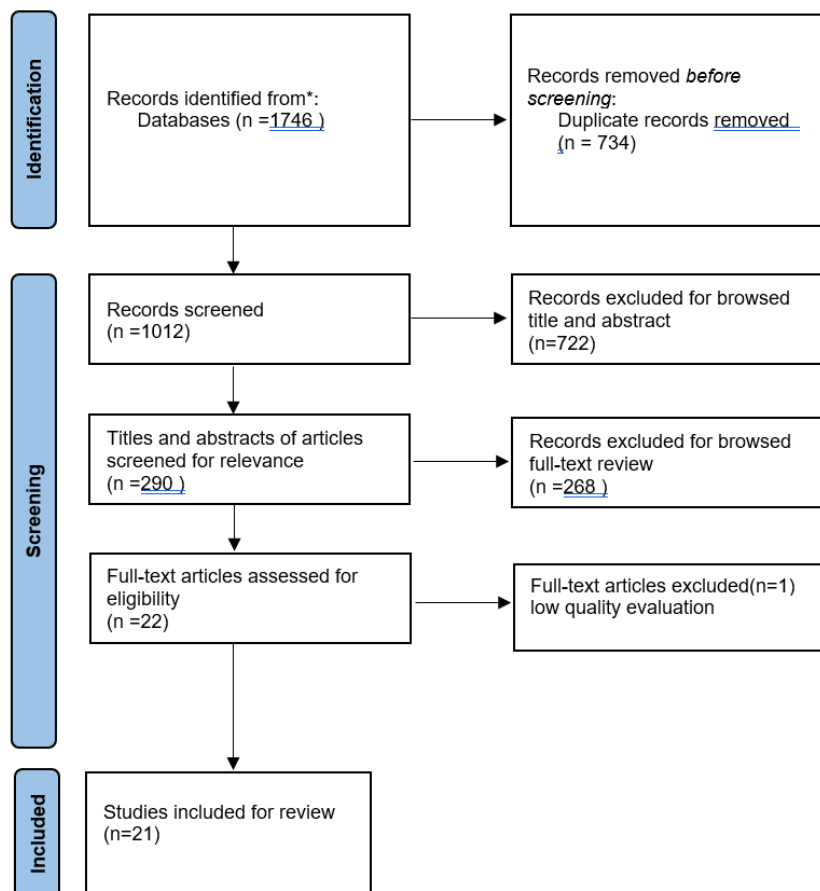 Identification
Records identified from*:
Databases (n =1746 )
Records removed before
screening:
Duplicate records removed
(n = 734)
Screening
Records screened
(n =1012)
Records excluded for browsed
title and abstract
(n=722)
Titles and abstracts of articles
screened for relevance
(n =290 )
Records excluded for browsed
full-text review
(n =268 )
Full-text articles assessed for
eligibility
(n =22)
Full-text articles excluded(n=1)
low quality evaluation
Included
Studies included for review
(n=21)